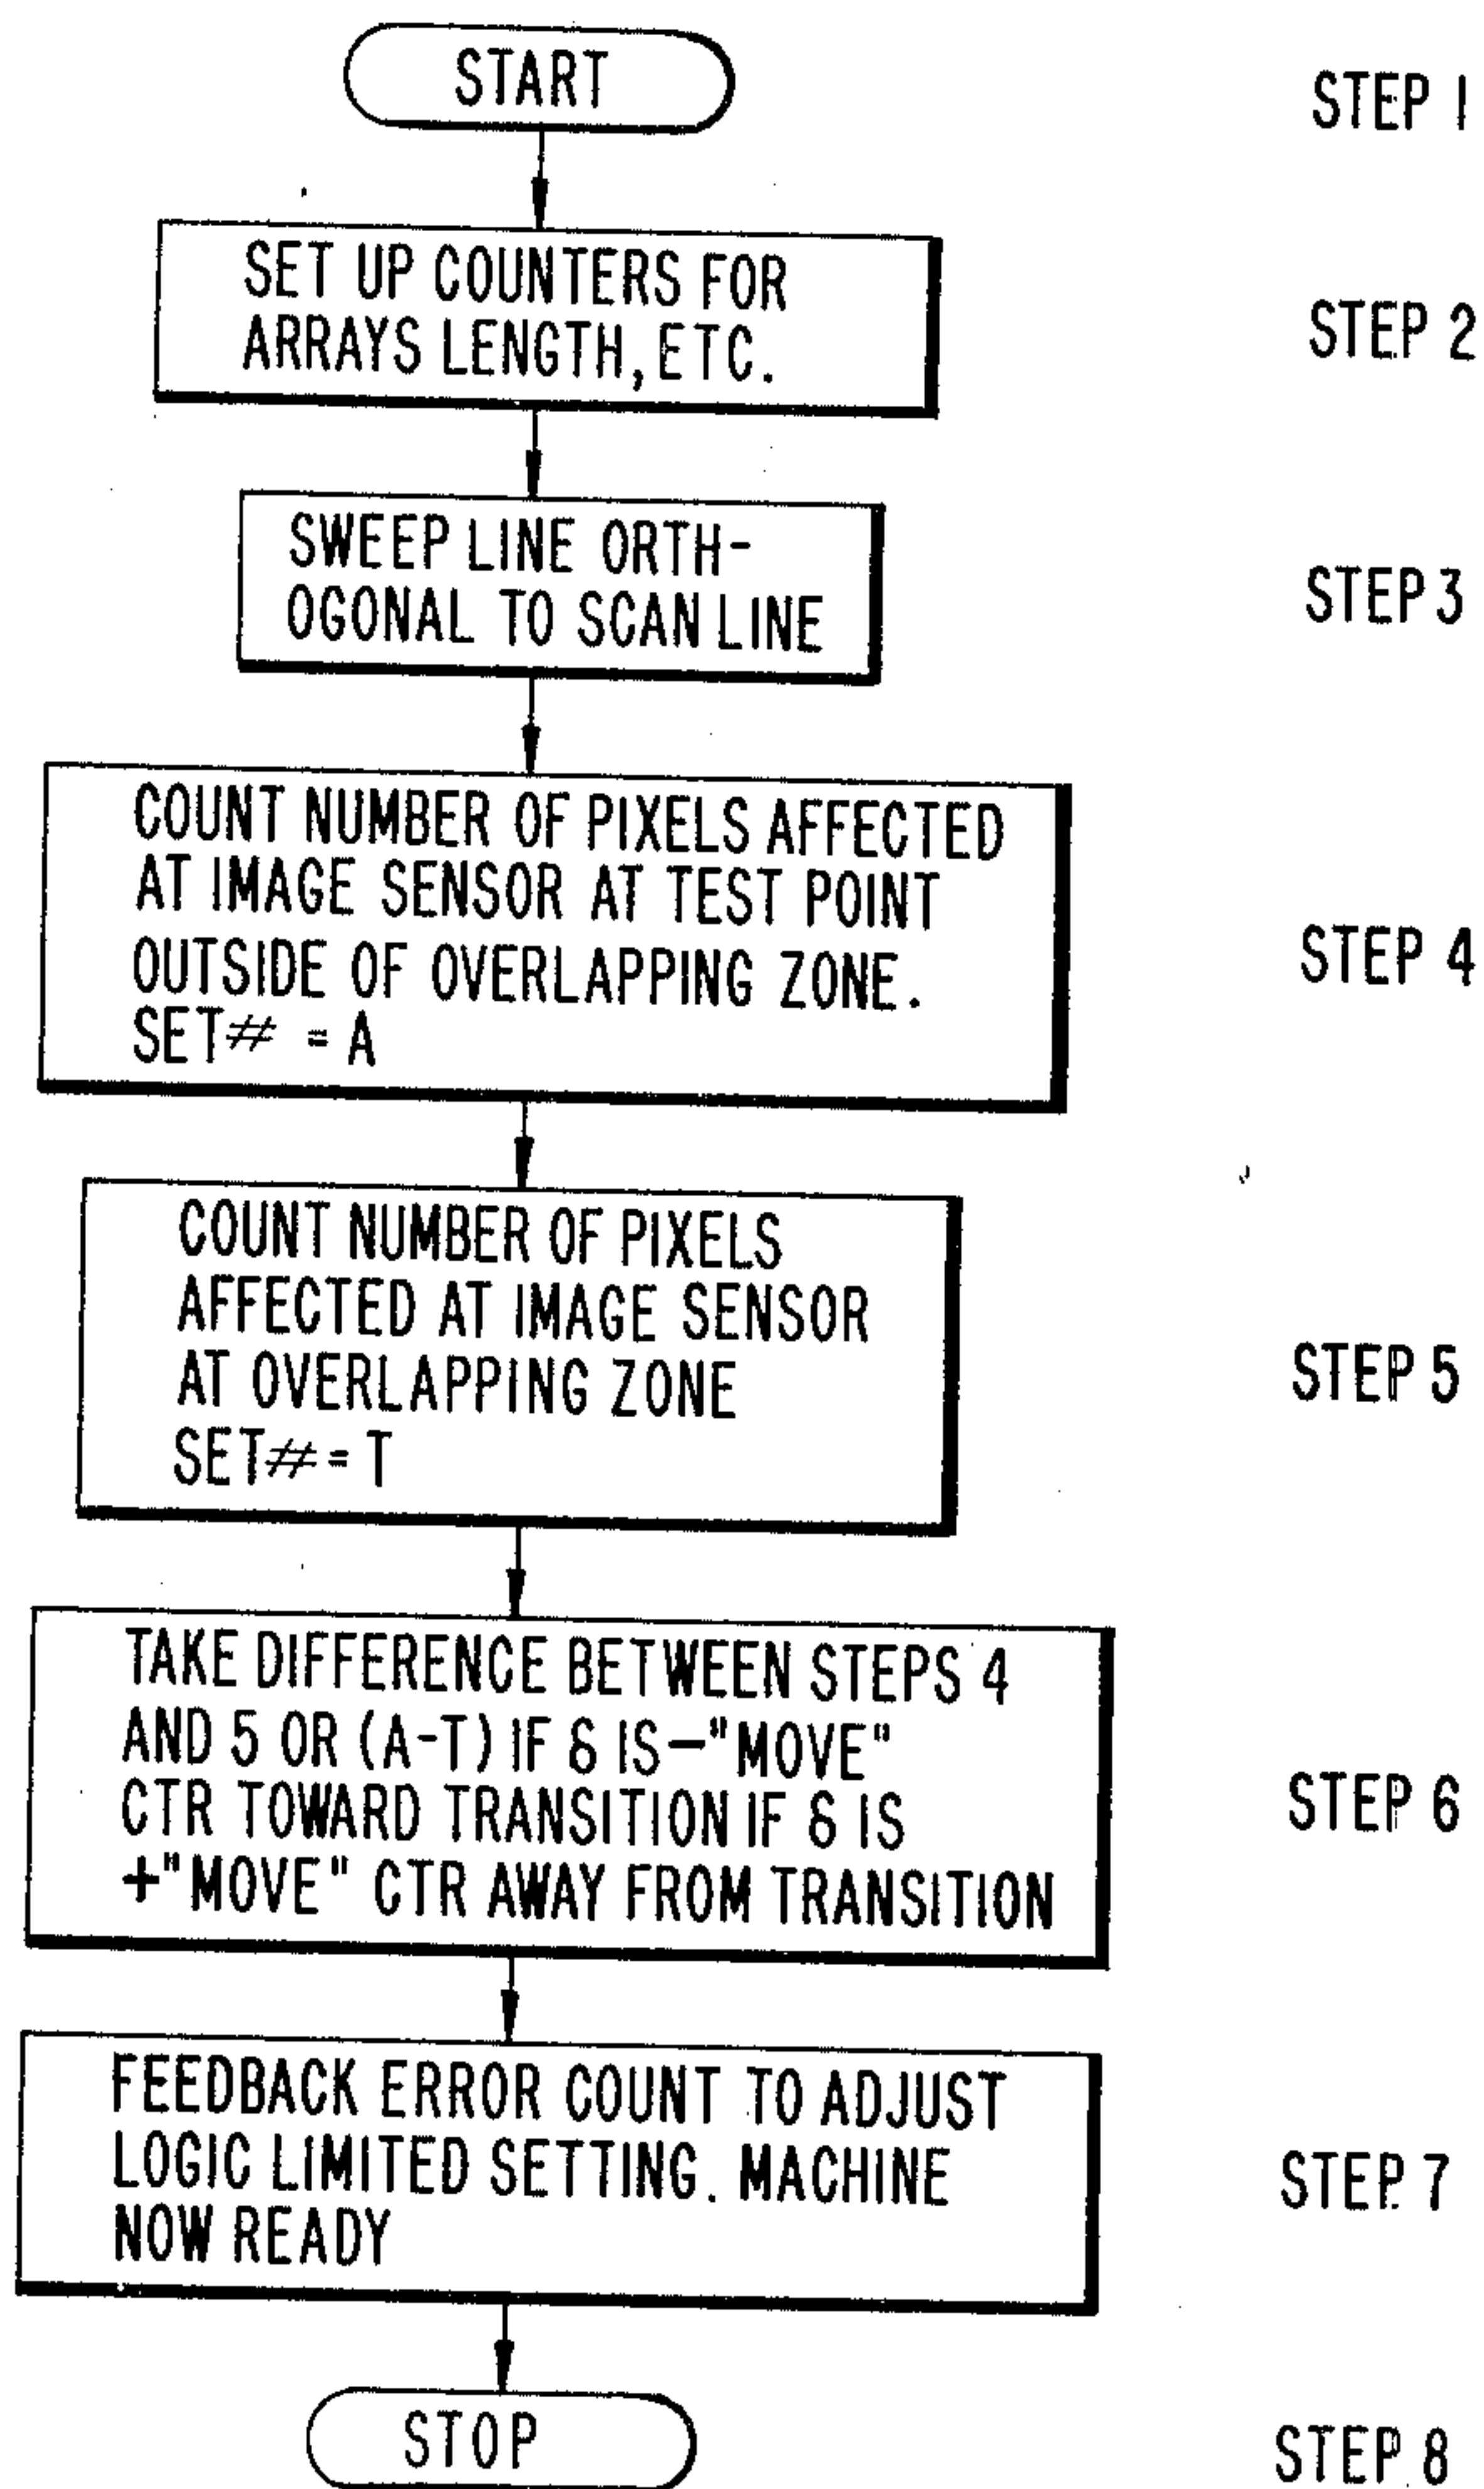 START
STEP 1
SET UP COUNTERS FOR
ARRAYS LENGTH, ETC.
STEP 2
SWEEP LINE ORTH-
OGONAL TO SCAN LINE
STEP 3
COUNT NUMBER OF PIXELS AFFECTED
AT IMAGE SENSOR AT TEST POINT
OUTSIDE OF OVERLAPPING ZONE.
SET # = A
STEP 4
COUNT NUMBER OF PIXELS
AFFECTED AT IMAGE SENSOR
AT OVERLAPPING ZONE
SET # = T
STEP 5
TAKE DIFFERENCE BETWEEN STEPS 4
AND 5 OR (A-T) IF δ IS - "MOVE"
CTR TOWARD TRANSITION IF δ IS
+ "MOVE" CTR AWAY FROM TRANSITION
STEP 6
FEEDBACK ERROR COUNT TO ADJUST
LOGIC LIMITED SETTING. MACHINE
NOW READY
STEP 7
STOP
STEP 8